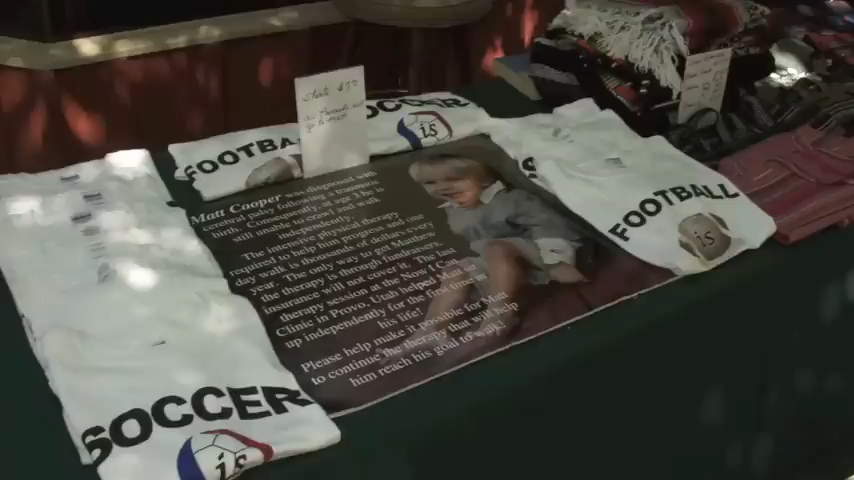 Shirts $
SOCCER
is
FOOTBA
Matt Cooper was diagnosed with
cerebral palsy following a traumatic
birth. Consequently, at age 3 he is
still unable to crawl and walk
independently.
The intensive physical therapy
required to help him progress and one
day walk is thousands of dollars every
year. The only way to get Matthew
the therapy is through fundraisers.
Insurance will not cover it. The last
therapy session at the Now I Can
Clinic in Provo, Utah helped Matt sit
up independently for the first time in
his life!
Please help make it possible for Matt
to continue the therapy that will help
him reach his goal to walk!
FOOTBALL
is
SOCCER
is